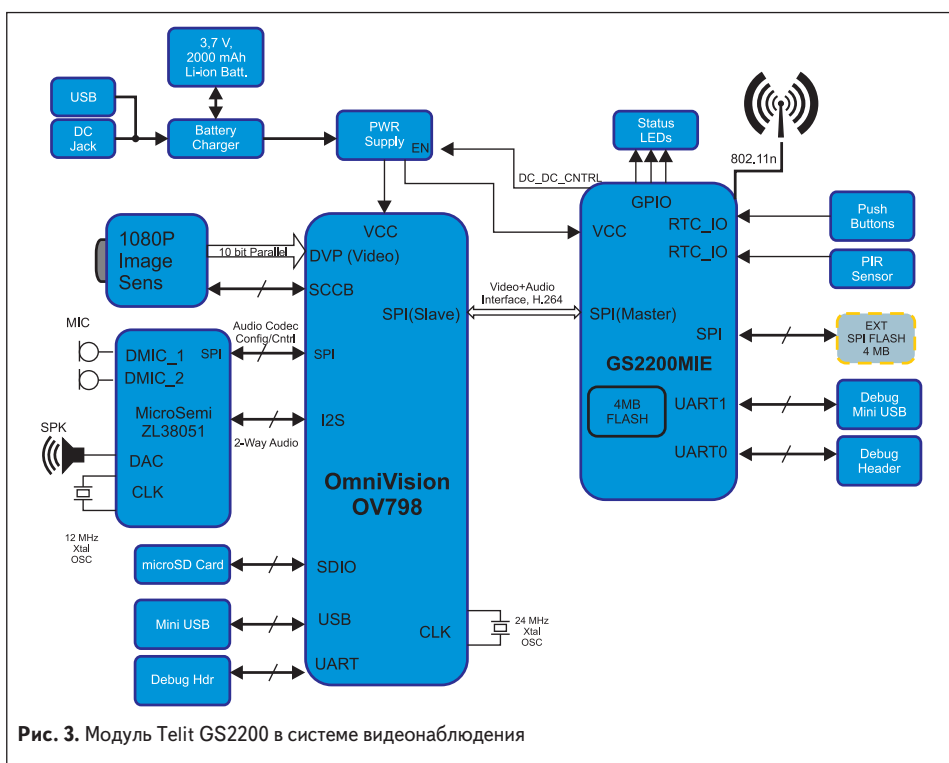 3,7 V,
2000 mAh
Li-ion Batt.
USB
DC
Jack
Battery
Charger
PWR
Supply
EN
Status
LEDs
802.11n
DC_DC_CNTRL
GPIO
VCC
RTC_IO
RTC_IO
Push
Buttons
PIR
Sensor
1080P
Image
Sens
10 bit Parallel
VCC
DVP (Video)
SCCB
SPI(Slave)
Video+Audio
Interface, H.264
SPI(Master)
SPI
EXT
SPI FLASH
4 MB
GS2200MIE
4MB
FLASH
UART1
Debug
Mini USB
UART0
Debug
Header
MIC
DMIC_1
DMIC_2
SPI
Audio Codec
Config/Cntrl
SPI
MicroSemi
ZL38051
I2S
2-Way Audio
SPK
DAC
CLK
12 MHz
Xtal
OSC
OmniVision
OV798
microSD Card
SDIO
Mini USB
USB
CLK
24 MHz
Xtal
OSC
Debug Hdr
UART
Рис. 3. Модуль Telit GS2200 в системе видеонаблюдения